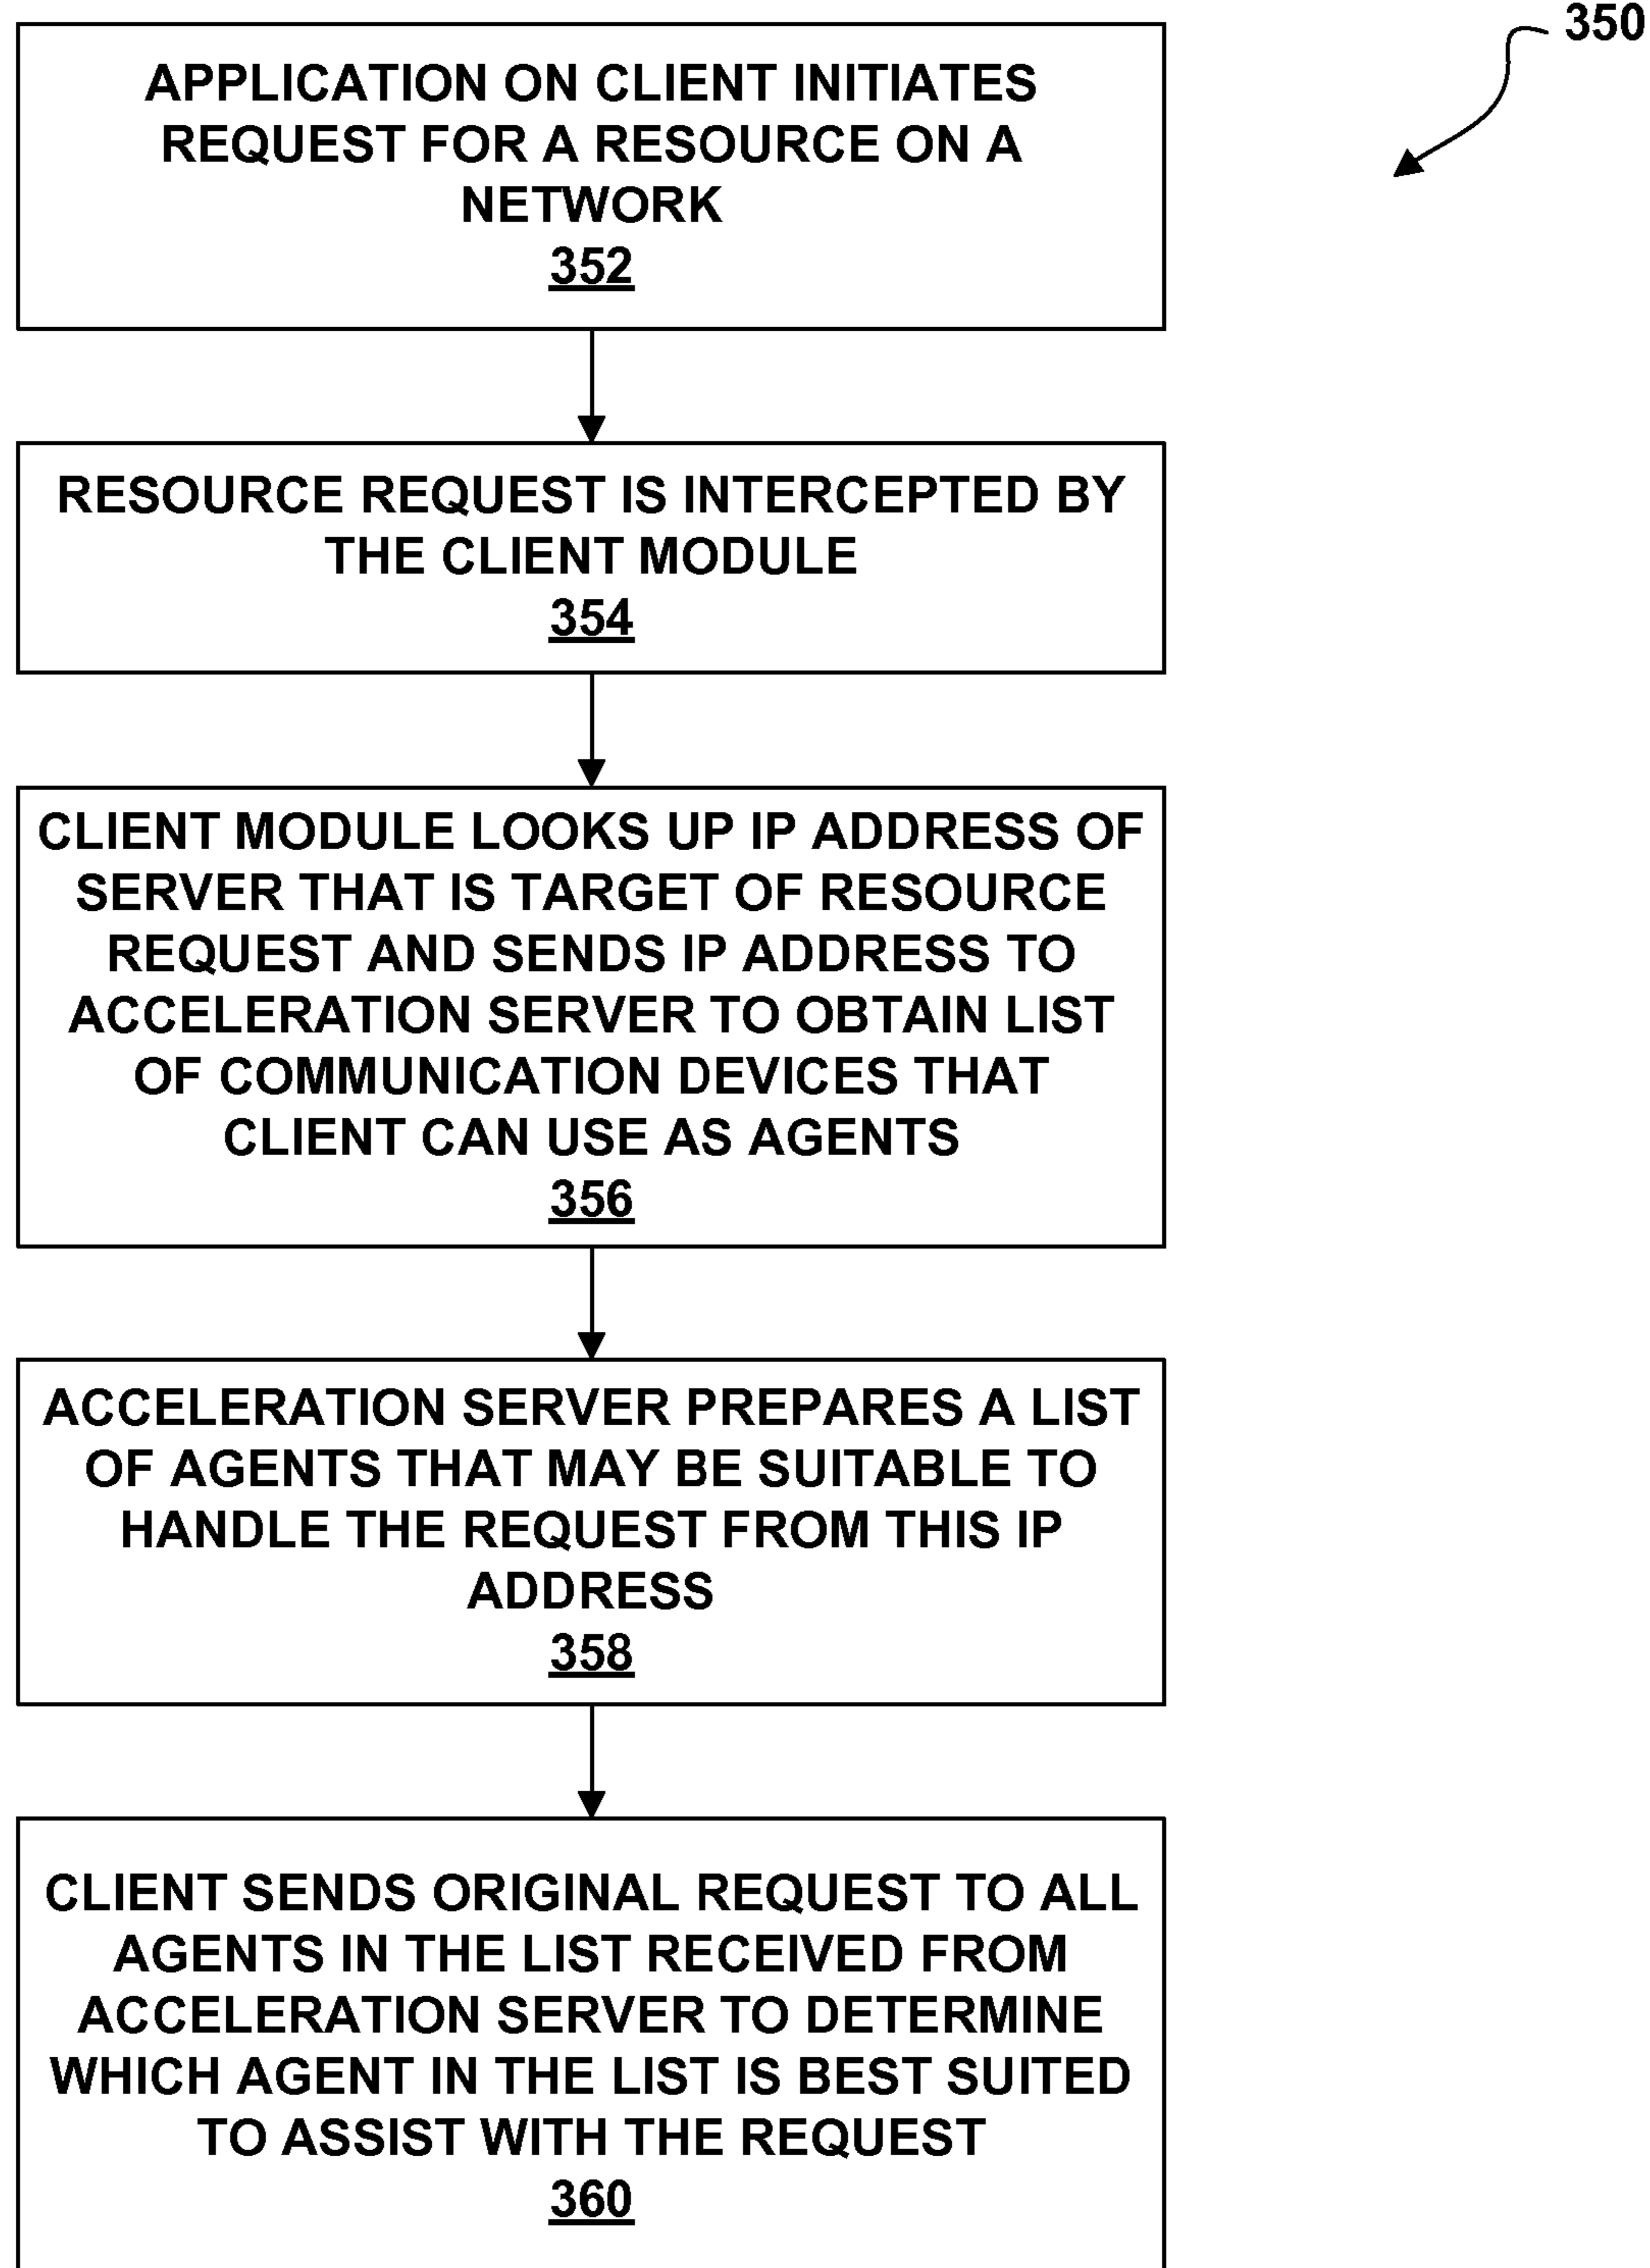 350
APPLICATION ON CLIENT INITIATES
REQUEST FOR A RESOURCE ON A
NETWORK
352
RESOURCE REQUEST IS INTERCEPTED BY
THE CLIENT MODULE
354
CLIENT MODULE LOOKS UP IP ADDRESS OF
SERVER THAT IS TARGET OF RESOURCE
REQUEST AND SENDS IP ADDRESS TO
ACCELERATION SERVER TO OBTAIN LIST
OF COMMUNICATION DEVICES THAT
CLIENT CAN USE AS AGENTS
356
ACCELERATION SERVER PREPARES A LIST
OF AGENTS THAT MAY BE SUITABLE TO
HANDLE THE REQUEST FROM THIS IP
ADDRESS
358
CLIENT SENDS ORIGINAL REQUEST TO ALL
AGENTS IN THE LIST RECEIVED FROM
ACCELERATION SERVER TO DETERMINE
WHICH AGENT IN THE LIST IS BEST SUITED
TO ASSIST WITH THE REQUEST
360